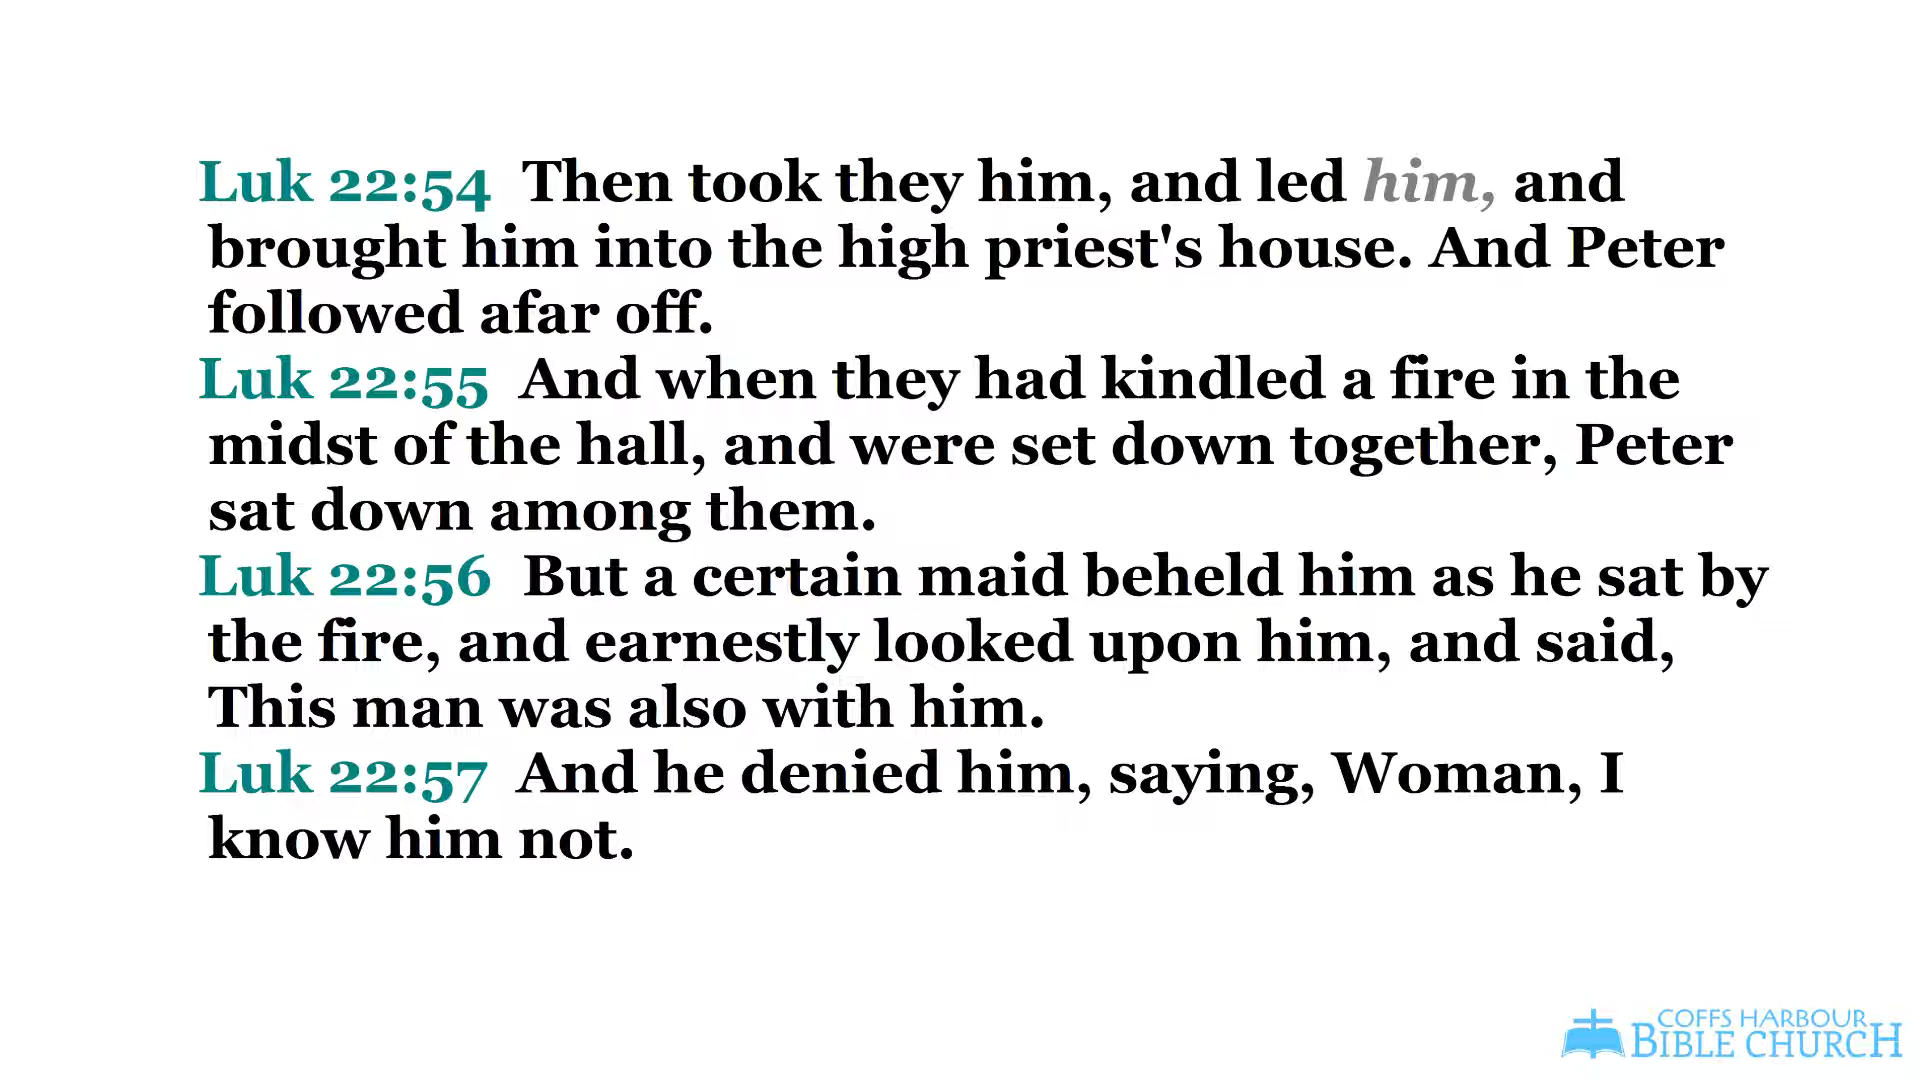 Luk 22:54 Then took they him, and led him, and
brought him into the high priest's house. And Peter
followed afar off.
Luk 22:55 And when they had kindled a fire in the
midst of the hall, and were set down together, Peter
sat down among them.
Luk 22:56 But a certain maid beheld him as he sat by
the fire, and earnestly looked upon him, and said,
This man was also with him.
Luk 22:57 And he denied him, saying, Woman, I
know him not.
COFFS HARBOUR
BIBLE CHURCH